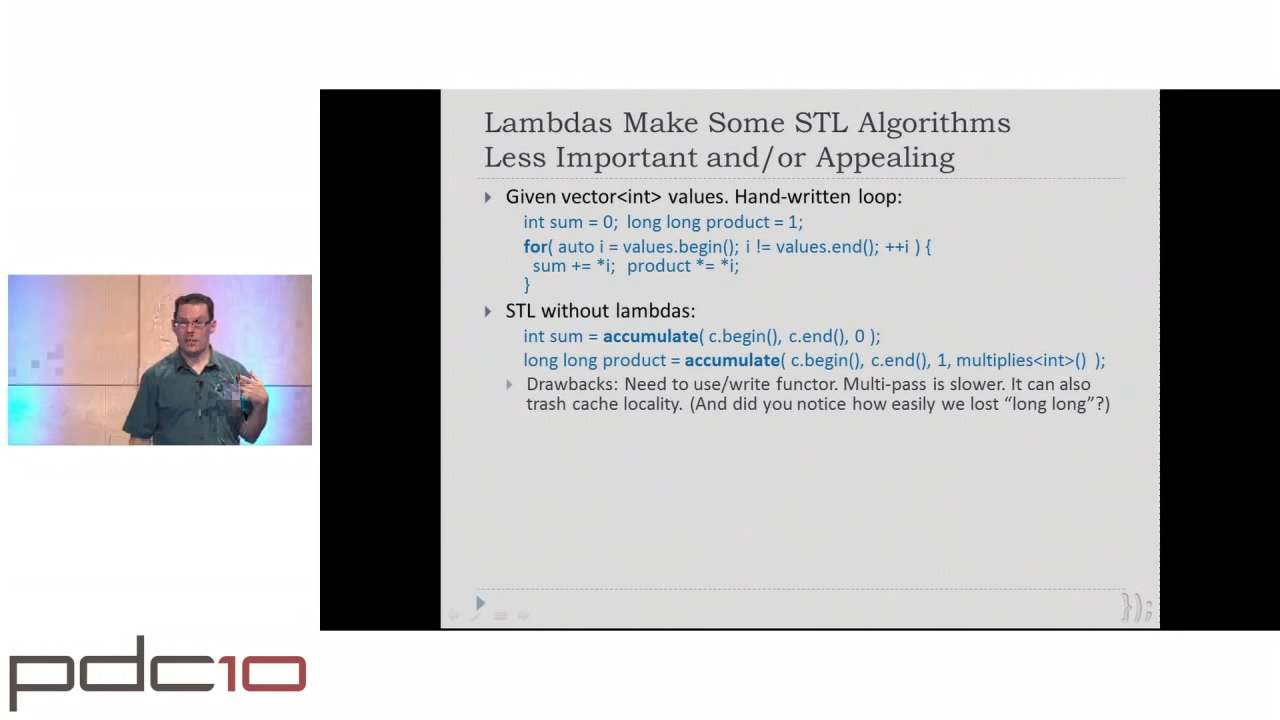 Lambdas Make Some STL Algorithms
Less Important and/or Appealing
Given vector<int> values. Hand-written loop:
int sum = 0; long long product = 1;
for( auto i = values.begin(); i != values.end(); ++i ) {
sum += *i; product *= *i;
}
STL without lambdas:
int sum = accumulate( c.begin(), c.end(), 0 );
long long product = accumulate( c.begin(), c.end(), 1, multiplies<int>() );
Drawbacks: Need to use/write functor. Multi-pass is slower. It can also
trash cache locality. (And did you notice how easily we lost “long long”?)
});
pdc10